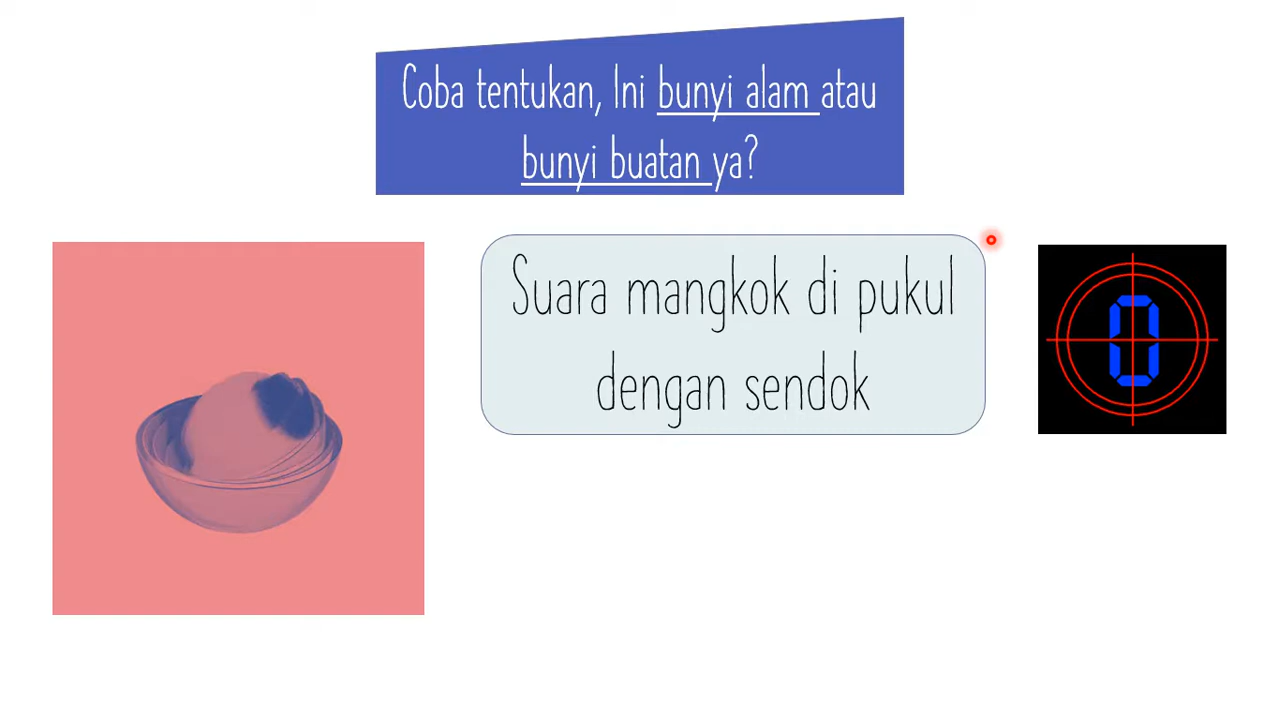 Coba tentukan, Ini bunyi alam atau
bunyi buatan ya?
Suara mangkok di pukul
dengan sendok
0